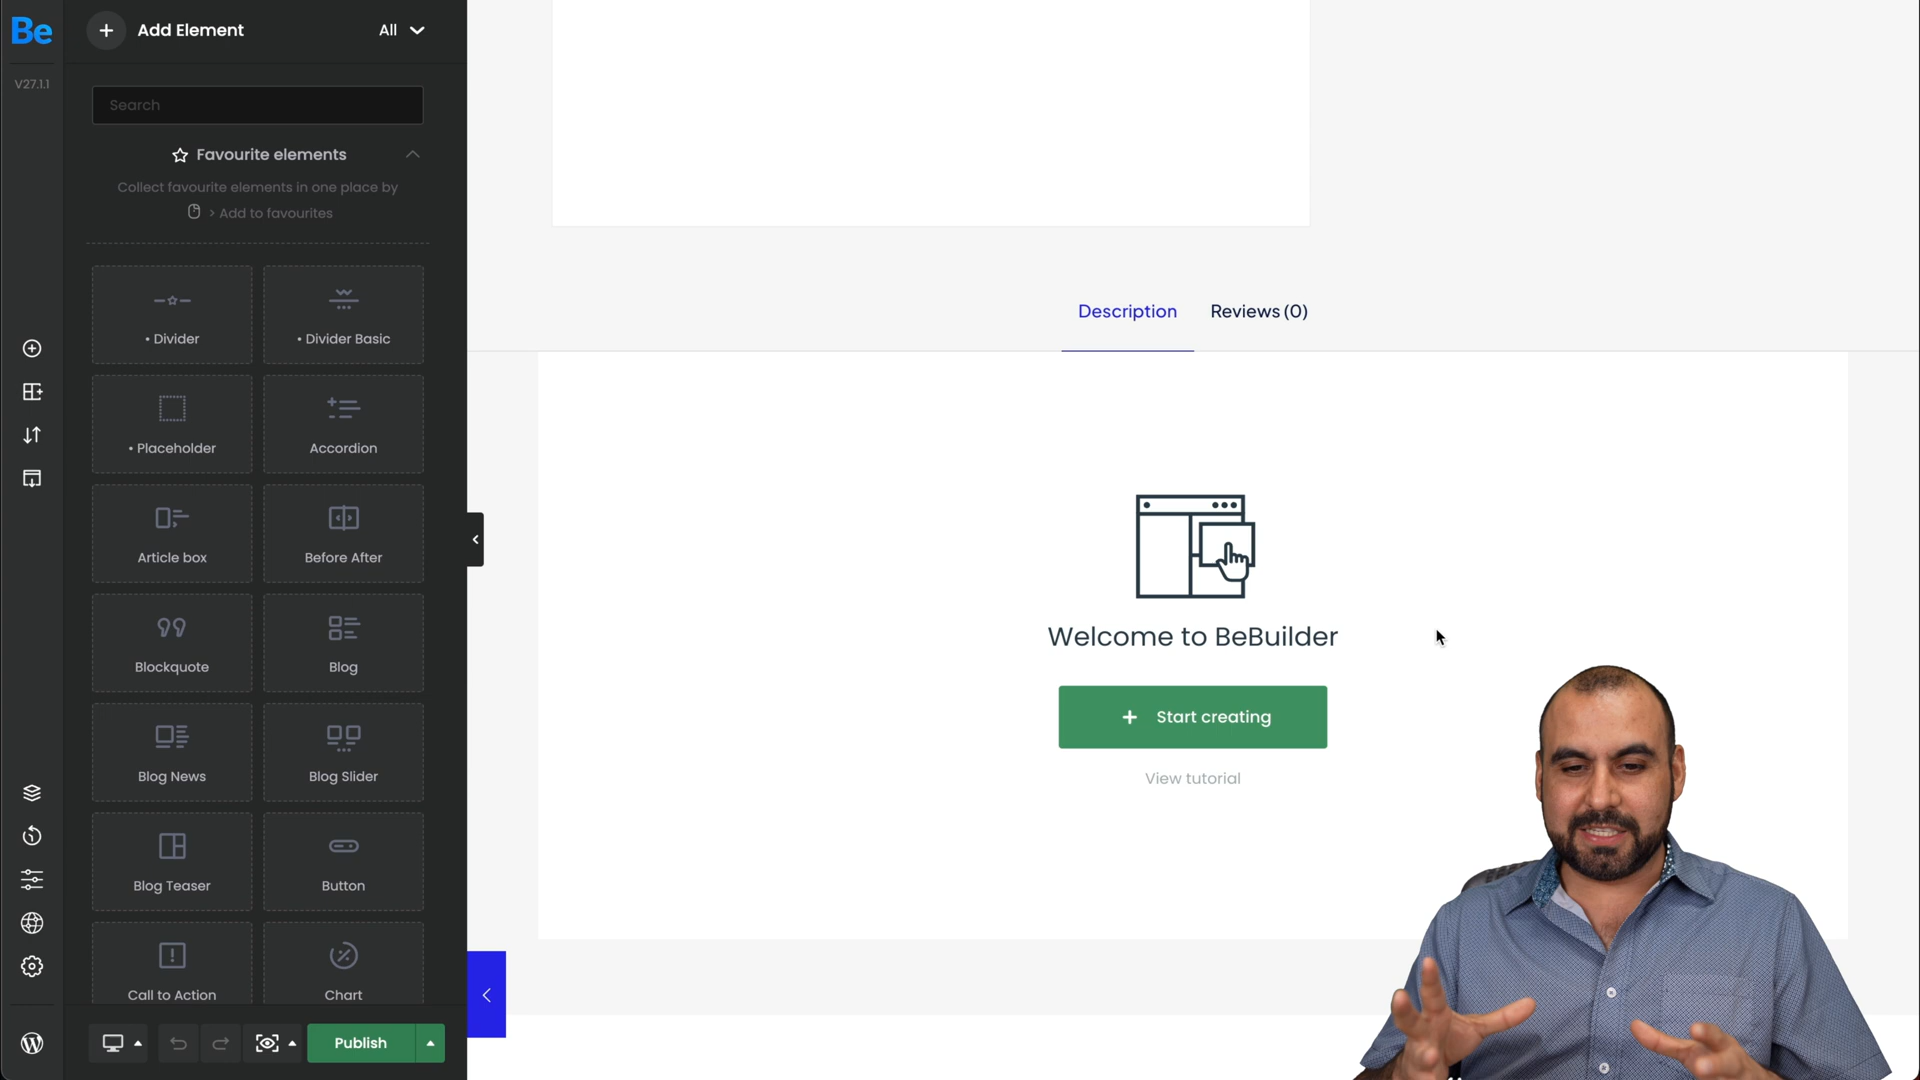 Be
Add Element
All
V27.1.1
Search
Favourite elements
Collect favourite elements in one place by
> Add to favourites
• Divider
• Divider Basic
• Placeholder
Accordion
Article box
Before After
Blockquote
Blog
Blog News
Blog Slider
Blog Teaser
Button
Call to Action
Chart
Publish
Description
Reviews (0)
Welcome to BeBuilder
+ Start creating
View tutorial